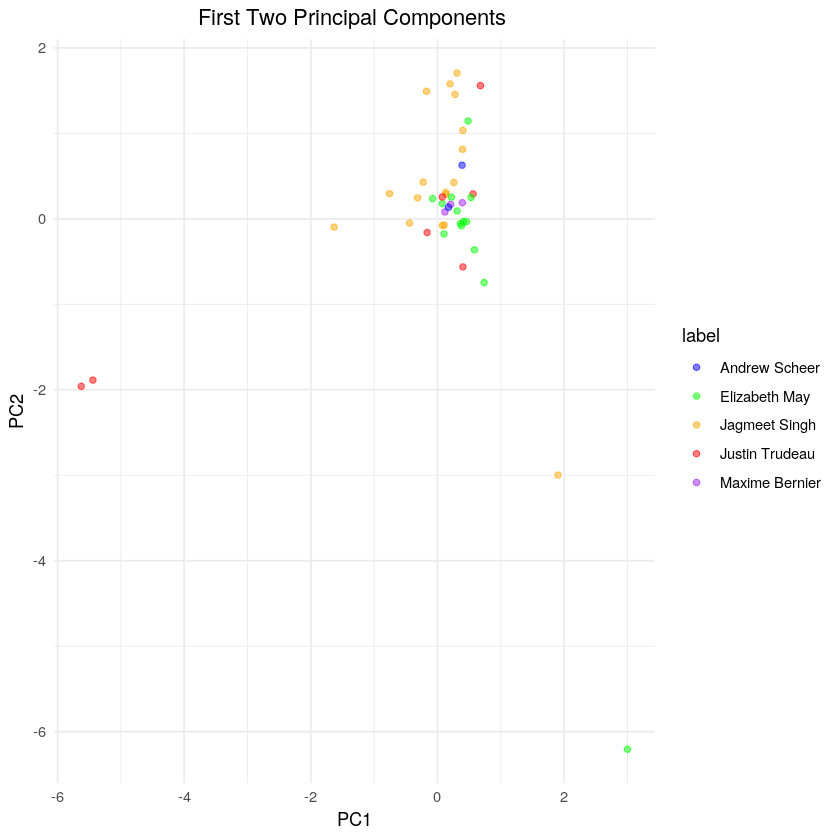 First Two Principal Components
2
0
-2
-4
-6
PC2
-6
-4
-2
0
2
PC1
label
Andrew Scheer
Elizabeth May
Jagmeet Singh
Justin Trudeau
Maxime Bernier